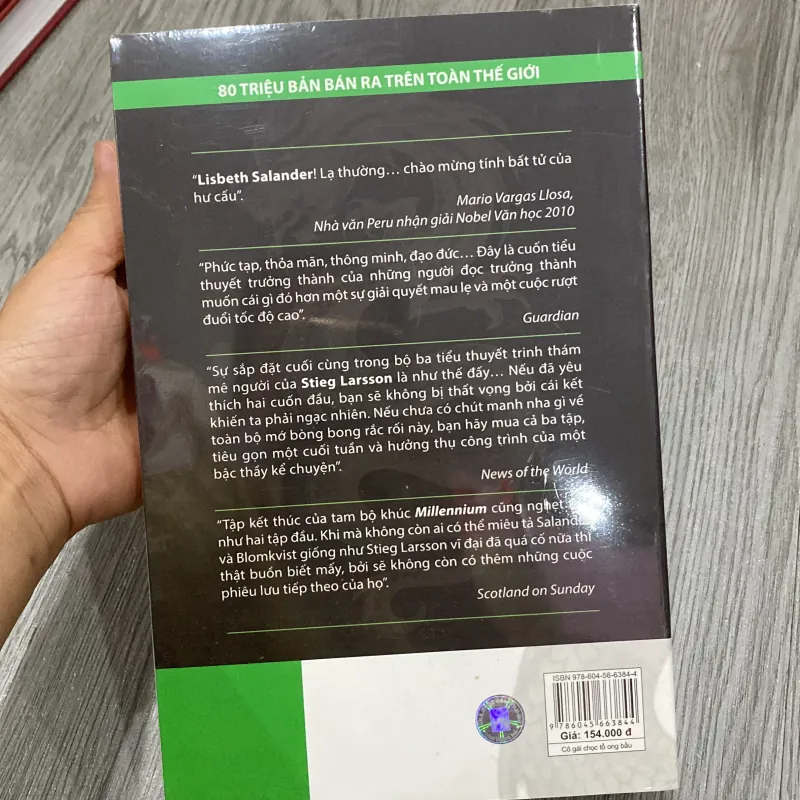 80 TRIỆU BẢN BÁN RA TRÊN TOÀN THẾ GIỚI
“Lisbeth Salander! Lạ thường... chào mừng tính bất tử của
hư cấu”.
Mario Vargas Llosa,
Nhà văn Peru nhận giải Nobel Văn học 2010
“Phức tạp, thỏa mãn, thông minh, đạo đức... Đây là cuốn tiểu
thuyết trưởng thành của những người đọc trưởng thành
muốn cái gì đó hơn một sự giải quyết mau lẹ và một cuộc rượt
đuổi tốc độ cao”.
Guardian
“Sự sắp đặt cuối cùng trong bộ ba tiểu thuyết trinh thám
mê người của Stieg Larsson là như thế đấy... Nếu đã yêu
thích hai cuốn đầu, bạn sẽ không bị thất vọng bởi cái kết
khiến ta phải ngạc nhiên. Nếu chưa có chút manh nha gì về
toàn bộ mớ bòng bong rắc rối này, bạn hãy mua cả ba tập,
tiêu gọn một cuối tuần và hưởng thụ công trình của một
bậc thầy kể chuyện”.
News of the World
“Tập kết thúc của tam bộ khúc Millennium cũng nghẹt
như hai tập đầu. Khi mà không còn ai có thể miêu tả Salander
và Blomkvist giống như Stieg Larsson vĩ đại đã quá cố nữa thì
thật buồn biết mấy, bởi sẽ không còn có thêm những cuộc
phiêu lưu tiếp theo của họ”.
Scotland on Sunday
ISBN 978-604-56-6384-4
9 786045 663844
Giá: 154.000 đ
Cô gái chọc tổ ong bầu